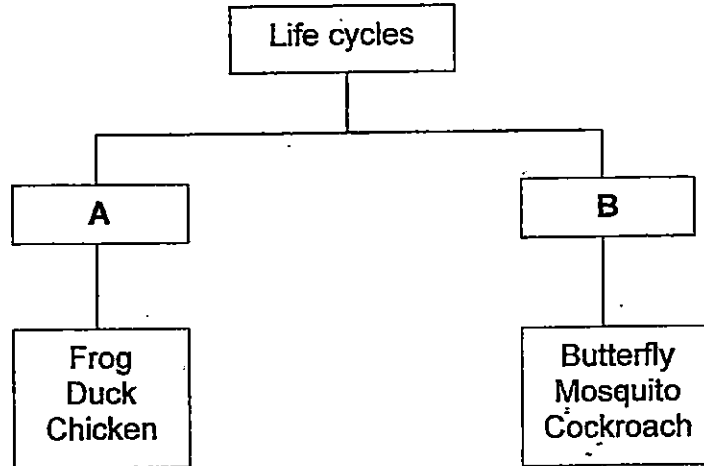 Life cycles
A
B
Frog
Duck
Chicken
Butterfly
Mosquito
Cockroach